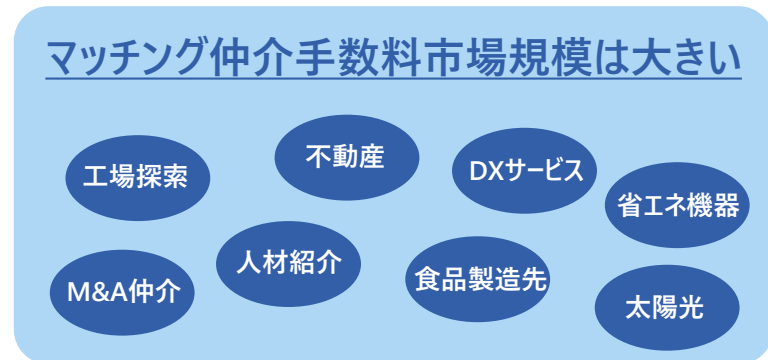 マッチング仲介手数料市場規模は大きい
工場探索
不動産
DXサービス
省エネ機器
M&A仲介
人材紹介
食品製造先
太陽光